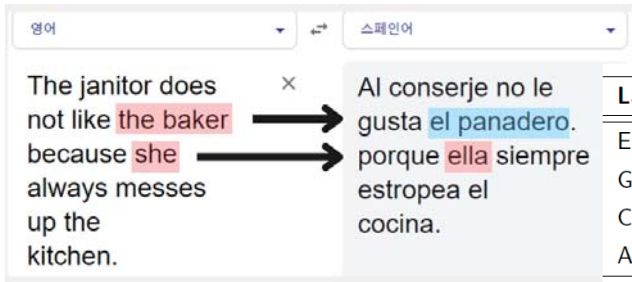 영어
스페인어
The janitor does
not like the baker
because she
always messes
up the
kitchen.
Al conserje no le
gusta el panadero.
porque ella siempre
estropea el
cocina.